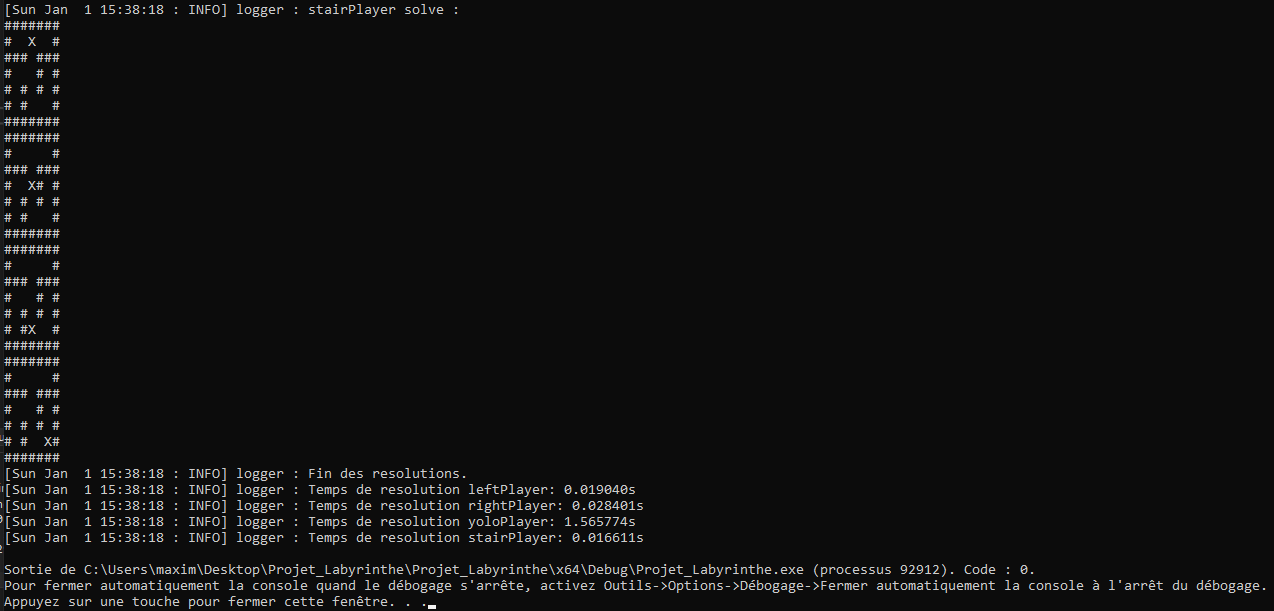 [Sun Jan  1 15:38:18 : INFO] logger : stairPlayer solve :
#######
#  X  #
### ###
#   # #
# # # #
# #   #
#######
#######
#     #
### ###
#  X# #
# # # #
# #   #
#######
#######
#     #
### ###
#   # #
# # # #
# #X  #
#######
#######
#     #
### ###
#   # #
# # # #
# #  X#
#######
[Sun Jan  1 15:38:18 : INFO] logger : Fin des resolutions.
[Sun Jan  1 15:38:18 : INFO] logger : Temps de resolution leftPlayer: 0.019040s
[Sun Jan  1 15:38:18 : INFO] logger : Temps de resolution rightPlayer: 0.028401s
[Sun Jan  1 15:38:18 : INFO] logger : Temps de resolution yoloPlayer: 1.565774s
[Sun Jan  1 15:38:18 : INFO] logger : Temps de resolution stairPlayer: 0.016611s

Sortie de C:\Users\maxim\Desktop\Projet_Labyrinthe\Projet_Labyrinthe\x64\Debug\Projet_Labyrinthe.exe (processus 92912). Code : 0.
Pour fermer automatiquement la console quand le débogage s'arrête, activez Outils->Options->Débogage->Fermer automatiquement la console à l'arrêt du débogage.
Appuyez sur une touche pour fermer cette fenêtre. . .